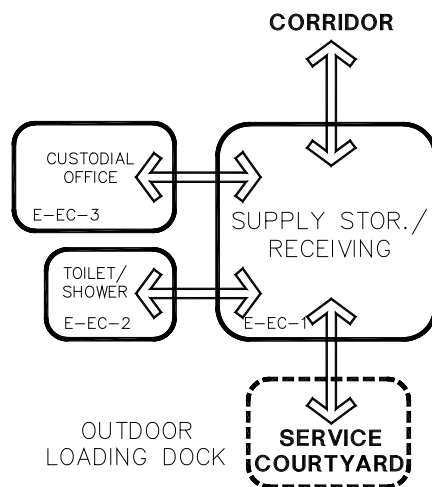 CORRIDOR
CUSTODIAL
OFFICE
E-EC-3
SUPPLY STOR./
RECEIVING
TOILET/
SHOWER
E-EC-2
E-EC-1
OUTDOOR
LOADING DOCK
SERVICE
COURTYARD